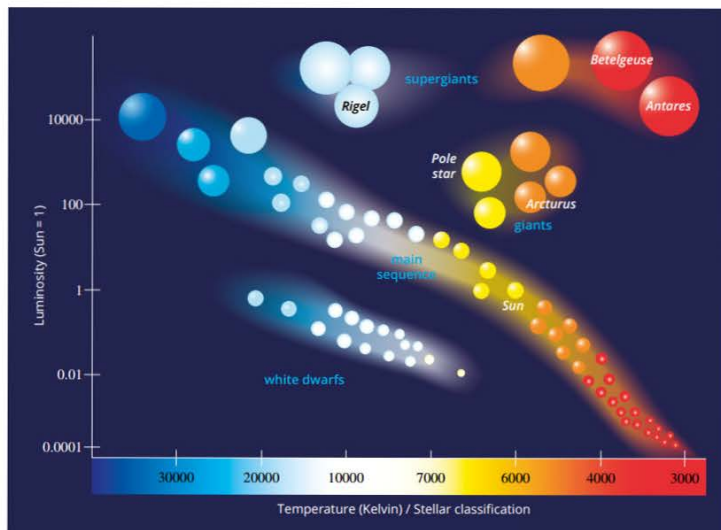 Betelgeuse
supergiants
Rigel
Antares
10000
Pole
star
100
Arcturus
giants
Luminosity (Sun = 1)
main
sequence
1
Sun
white dwarfs
0.01
0.0001
30000 20000 10000 7000 6000 4000 3000
Temperature (Kelvin) / Stellar classification